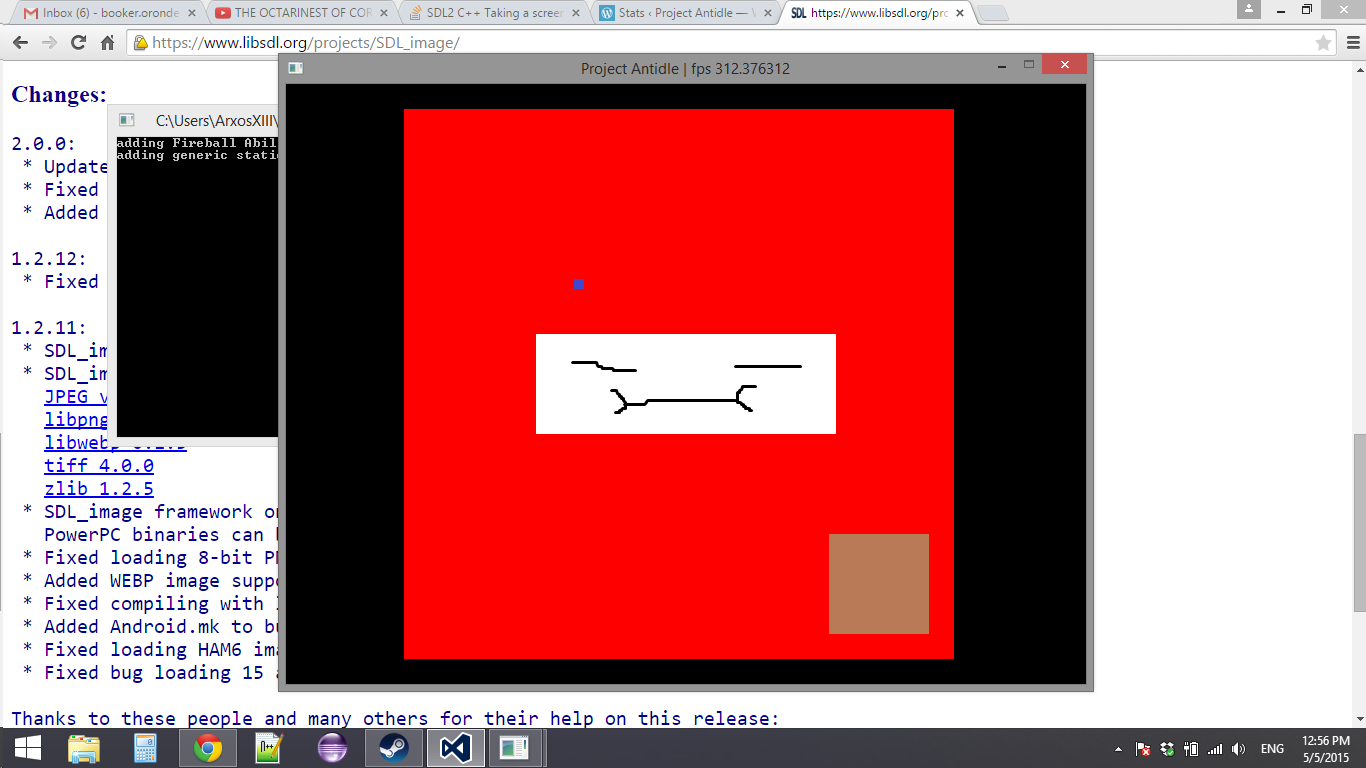 Inbox (6) - booker.oronde
THE OCTARINEST OF COR
SDL2 C++ Taking a screen
Stats ‹ Project Antidle —
SDL https://www.libsdl.org/pro
https://www.libsdl.org/projects/SDL_image/
Project Antidle | fps 312.376312
Changes:
C:\Users\ArxosXIII\
adding Fireball Abil
adding generic stati
2.0.0:
* Update
* Fixed
* Added
1.2.12:
* Fixed
1.2.11:
* SDL_im
* SDL_im
JPEG v
libpng
libwebp
tiff 4.0.0
zlib 1.2.5
* SDL_image framework on
PowerPC binaries can
* Fixed loading 8-bit
* Added WEBP image supp
* Fixed compiling with
* Added Android.mk to bu
* Fixed loading HAM6 ima
* Fixed bug loading 15
Thanks to these people and many others for their help on this release:
ENG
12:56 PM
5/5/2015